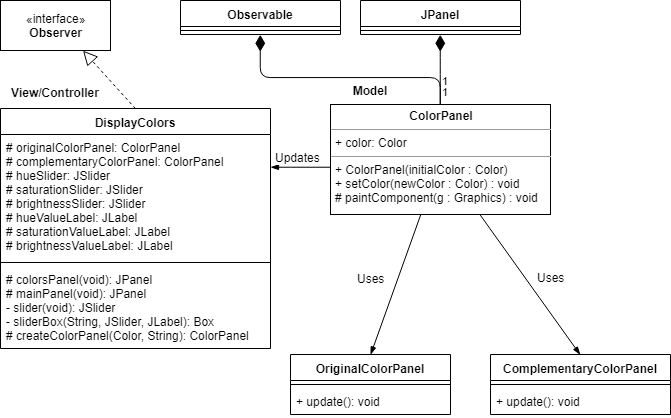 «interface»
Observer
Observable
JPanel
View/Controller
Model
1
1
DisplayColors
# originalColorPanel: ColorPanel
# complementaryColorPanel: ColorPanel
# hueSlider: JSlider
# saturationSlider: JSlider
# brightnessSlider: JSlider
# hueValueLabel: JLabel
# saturationValueLabel: JLabel
# brightnessValueLabel: JLabel
# colorsPanel(void): JPanel
# mainPanel(void): JPanel
- slider(void): JSlider
- sliderBox(String, JSlider, JLabel): Box
# createColorPanel(Color, String): ColorPanel
Updates
ColorPanel
+ color: Color
+ ColorPanel(initialColor : Color)
+ setColor(newColor : Color) : void
# paintComponent(g : Graphics) : void
Uses
Uses
OriginalColorPanel
+ update(): void
ComplementaryColorPanel
+ update(): void